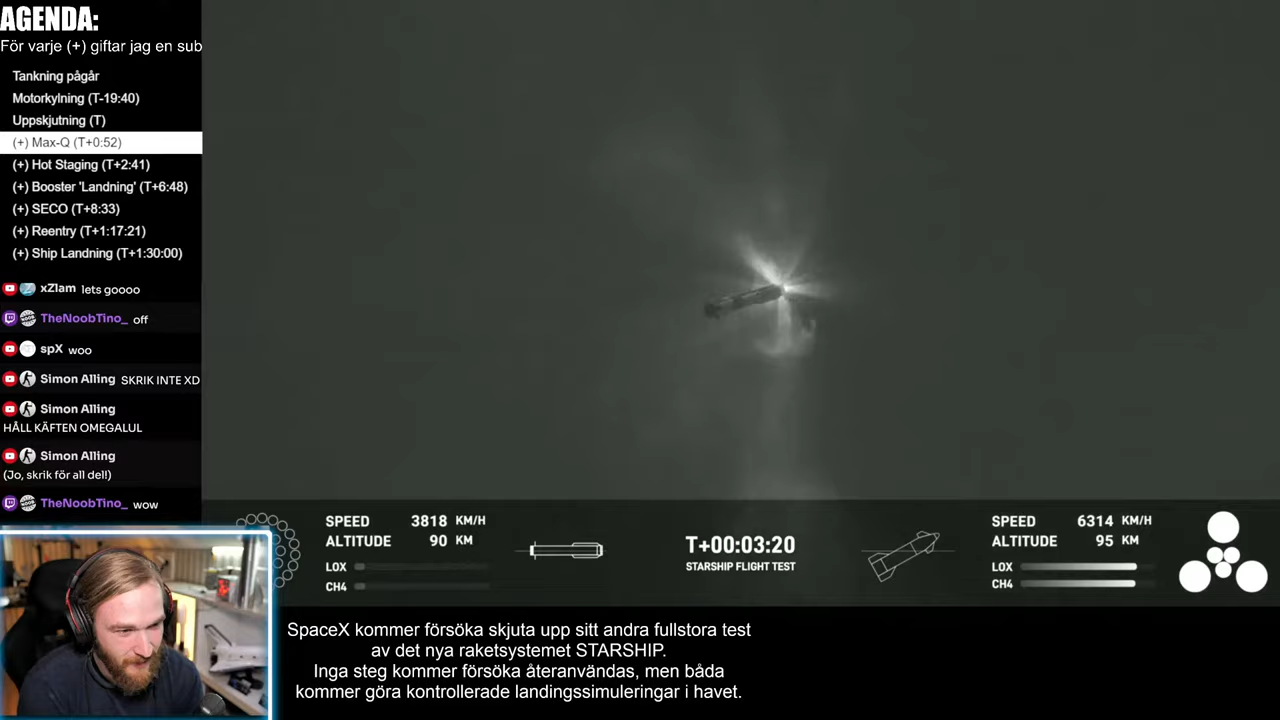 AGENDA:
För varje (+) giftar jag en sub
Tankning pågår
Motorkylning (T-19:40)
Uppskjutning (T)
(+) Max-Q (T+0:52)
(+) Hot Staging (T+2:41)
(+) Booster 'Landning' (T+6:48)
(+) SECO (T+8:33)
(+) Reentry (T+1:17:21)
(+) Ship Landning (T+1:30:00)
xZlam lets goooo
TheNoobTino_ off
spX woo
Simon Alling SKRIK INTE XD
Simon Alling
HÅLL KÄFTEN OMEGALUL
Simon Alling
(Jo, skrik för all del!)
TheNoobTino_ wow
SPEED 3818 KM/H
ALTITUDE 90 KM
LOX
CH4
T+00:03:20
STARSHIP FLIGHT TEST
SPEED 6314 KM/H
ALTITUDE 95 KM
LOX
CH4
SpaceX kommer försöka skjuta upp sitt andra fullstora test
av det nya raketsystemet STARSHIP.
Inga steg kommer försöka återanvändas, men båda
kommer göra kontrollerade landingssimuleringar i havet.